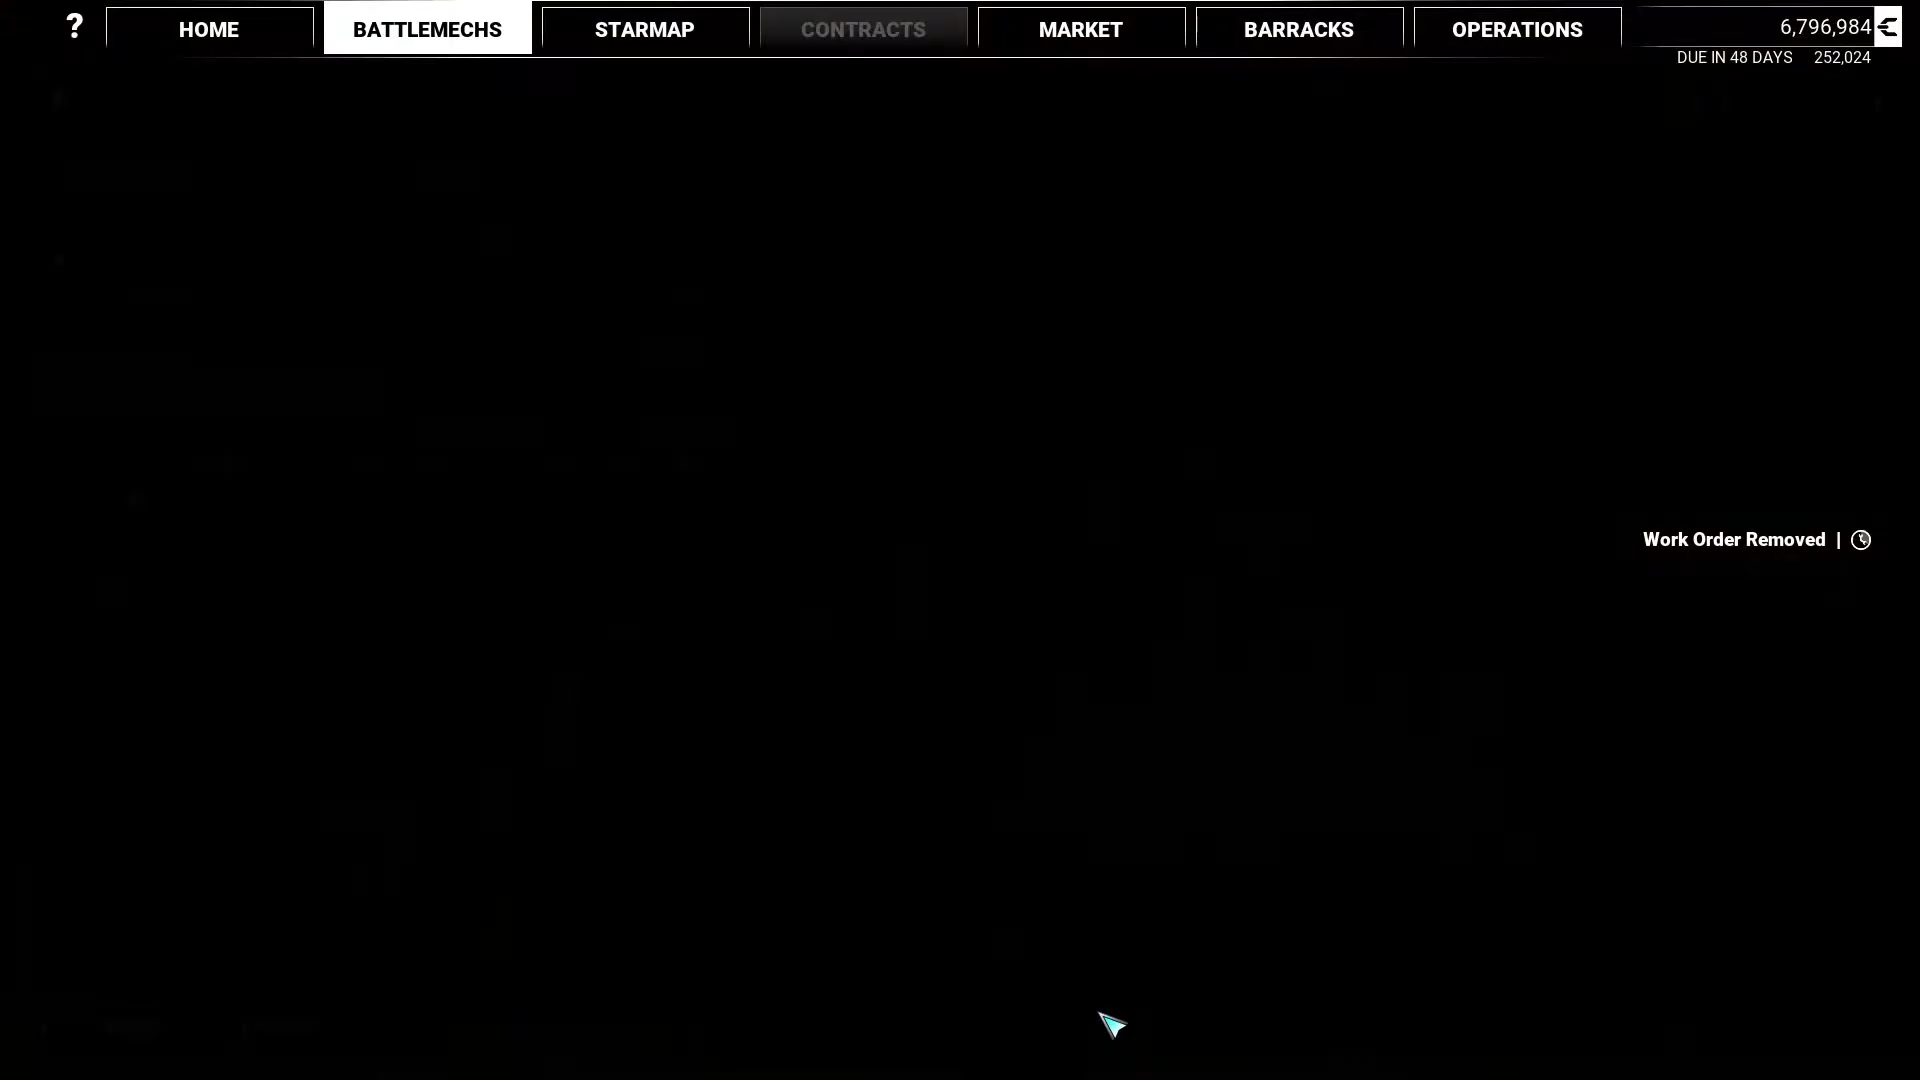 ?
HOME
BATTLEMECHS
STARMAP
CONTRACTS
MARKET
BARRACKS
OPERATIONS
6,796,984
DUE IN 48 DAYS 252,024
Work Order Removed |